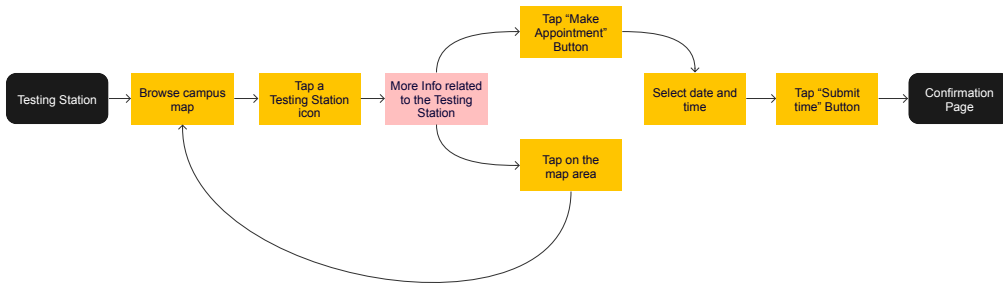 Tap “Make
Appointment”
Button
Testing Station
Browse campus
map
Tap a
Testing Station
icon
More Info related
to the Testing
Station
Select date and
time
Tap “Submit
time” Button
Confirmation
Page
Tap on the
map area